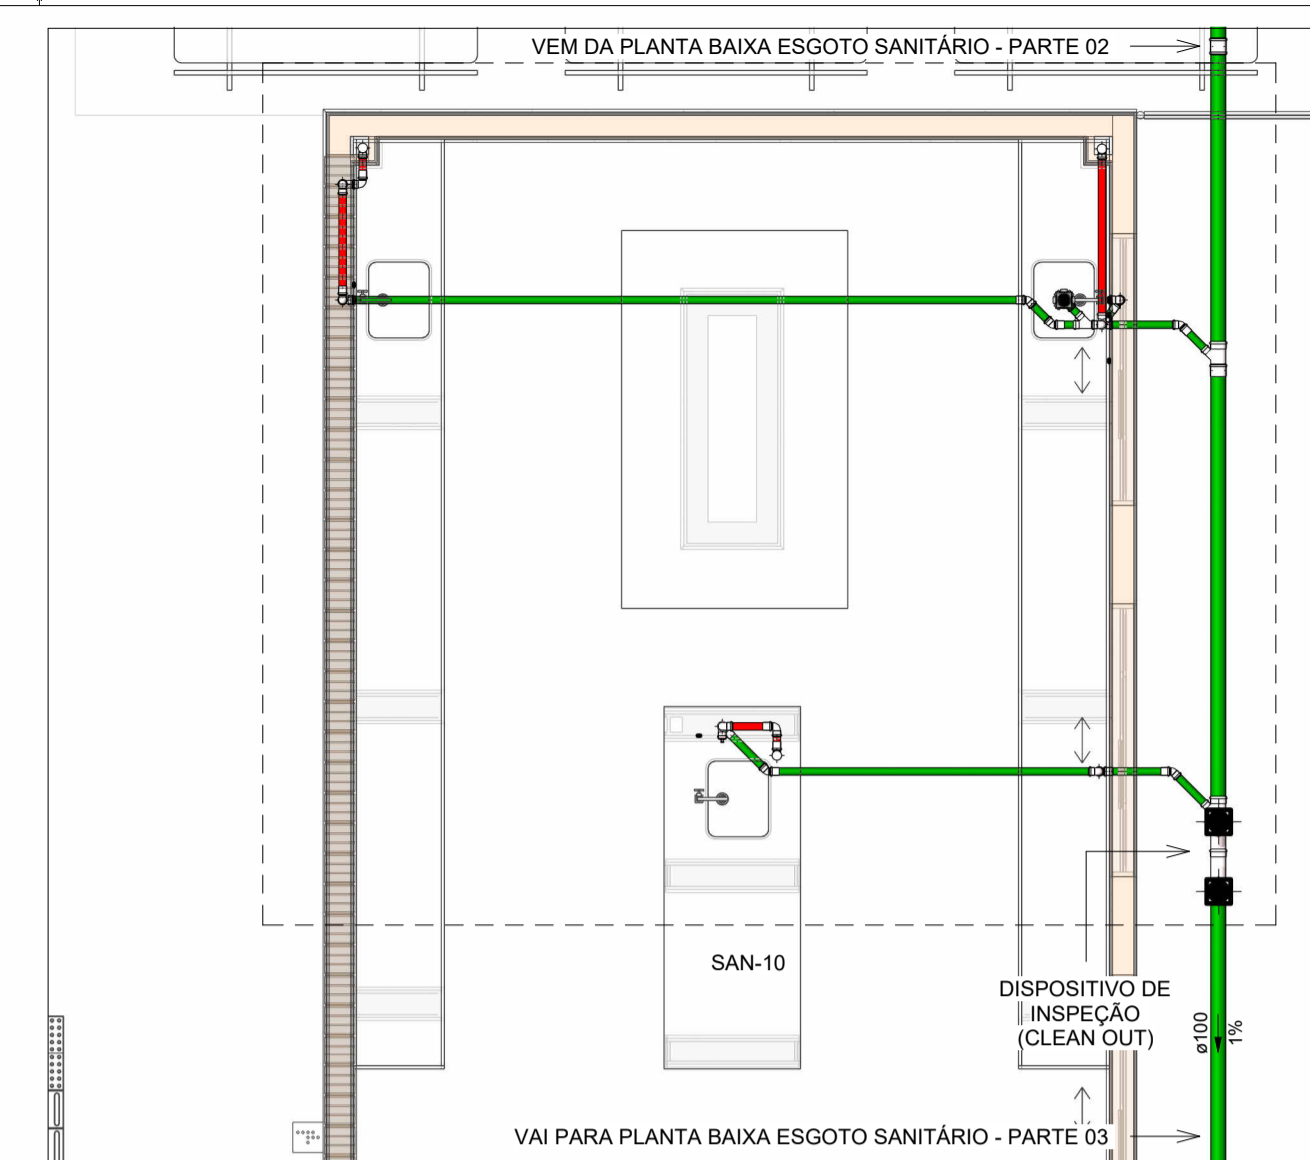 VEM DA PLANTA BAIXA ESGOTO SANITÁRIO - PARTE 02
SAN-10
DISPOSITIVO DE
INSPEÇÃO
(CLEAN OUT)
ø100
1%
VAI PARA PLANTA BAIXA ESGOTO SANITÁRIO - PARTE 03